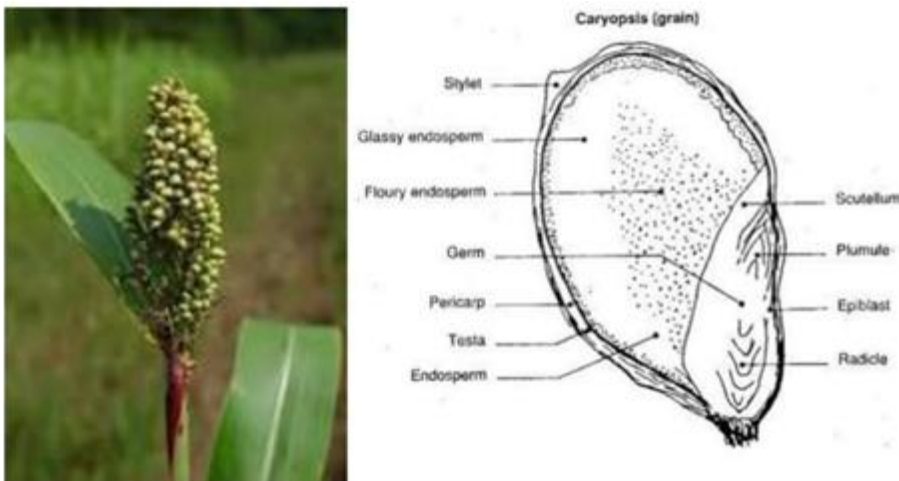 Caryopsis (grain)
Stylet
Glassy endosperm
Floury endosperm
Germ
Pericarp
Testa
Endosperm
Scutellum
Plumule
Epiblast
Radicle